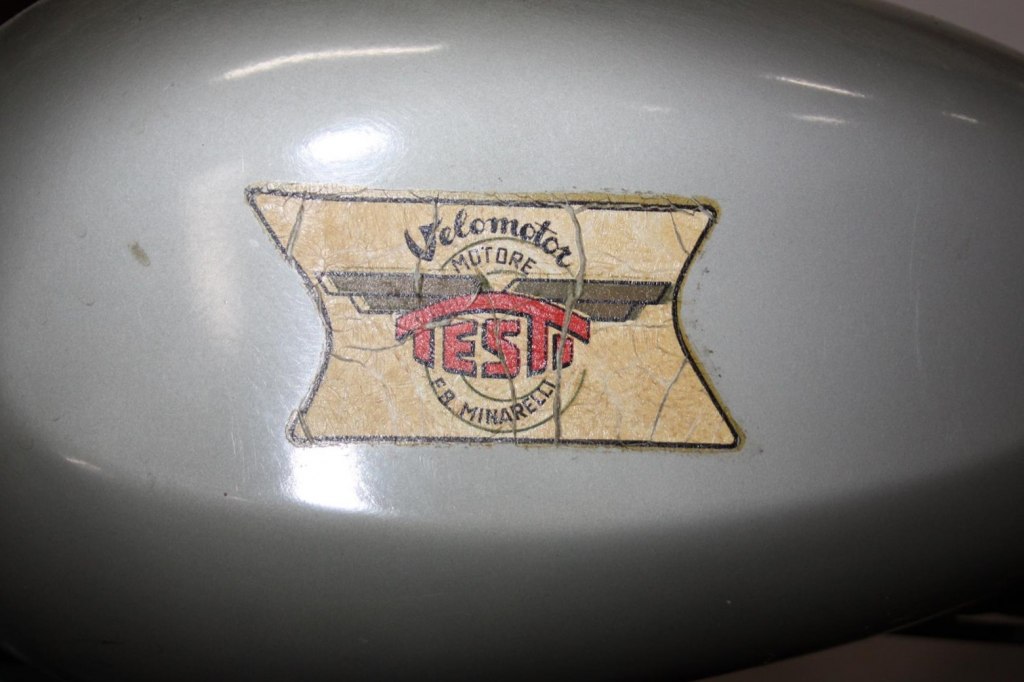 Velomotor
MOTORE
TESTI
F.B. MINARELLI